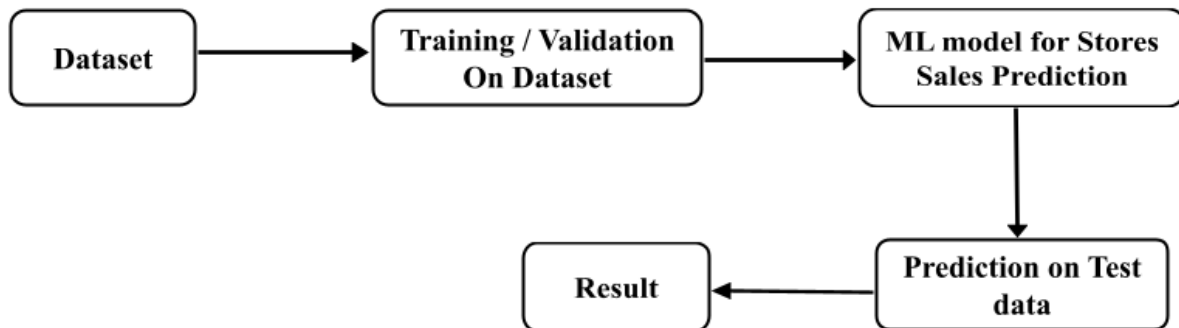 Dataset
Training / Validation
On Dataset
ML model for Stores
Sales Prediction
Prediction on Test
data
Result